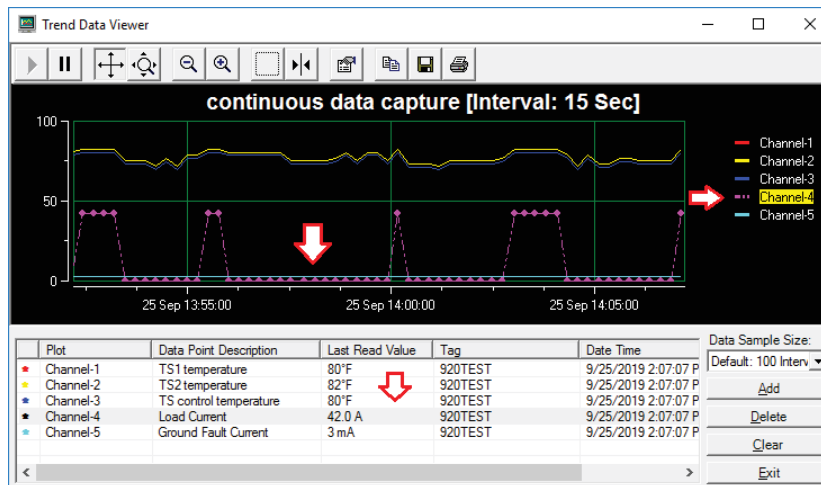 Trend Data Viewer
continuous data capture [Interval: 15 Sec]
100
50
0
25 Sep 13:55:00 25 Sep 14:00:00 25 Sep 14:05:00
Channel-1
Channel-2
Channel-3
Channel-4
Channel-5
Plot Data Point Description Last Read Value Tag Date Time
Channel-1 TS1 temperature 80°F 920TEST 9/25/2019 2:07:07 P
Channel-2 TS2 temperature 82°F 920TEST 9/25/2019 2:07:07 P
Channel-3 TS control temperature 80°F 920TEST 9/25/2019 2:07:07 P
Channel-4 Load Current 42.0 A 920TEST 9/25/2019 2:07:07 P
Channel-5 Ground Fault Current 3 mA 920TEST 9/25/2019 2:07:07 P
Data Sample Size:
Default: 100 Interv
Add
Delete
Clear
Exit